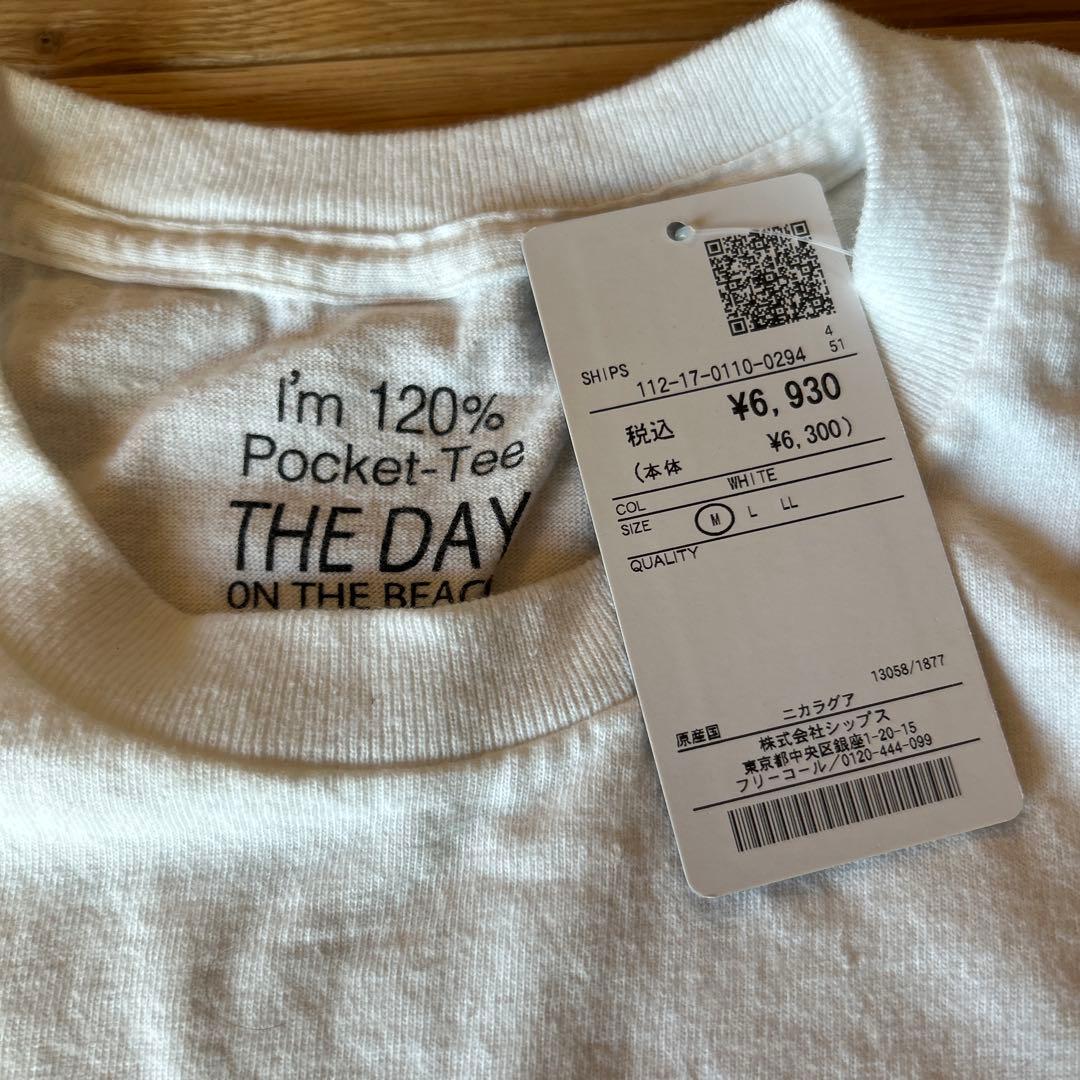 I'm 120%
Pocket-Tee
THE DAY
ON THE BEAC
4
51
SHIPS 112-17-0110-0294
税込 ¥6,930
(本体 ¥6,300)
COL WHITE
SIZE M L LL
QUALITY
13058/1877
原産国 ニカラグア
株式会社シップス
東京都中央区銀座1-20-15
フリーコール/0120-444-099